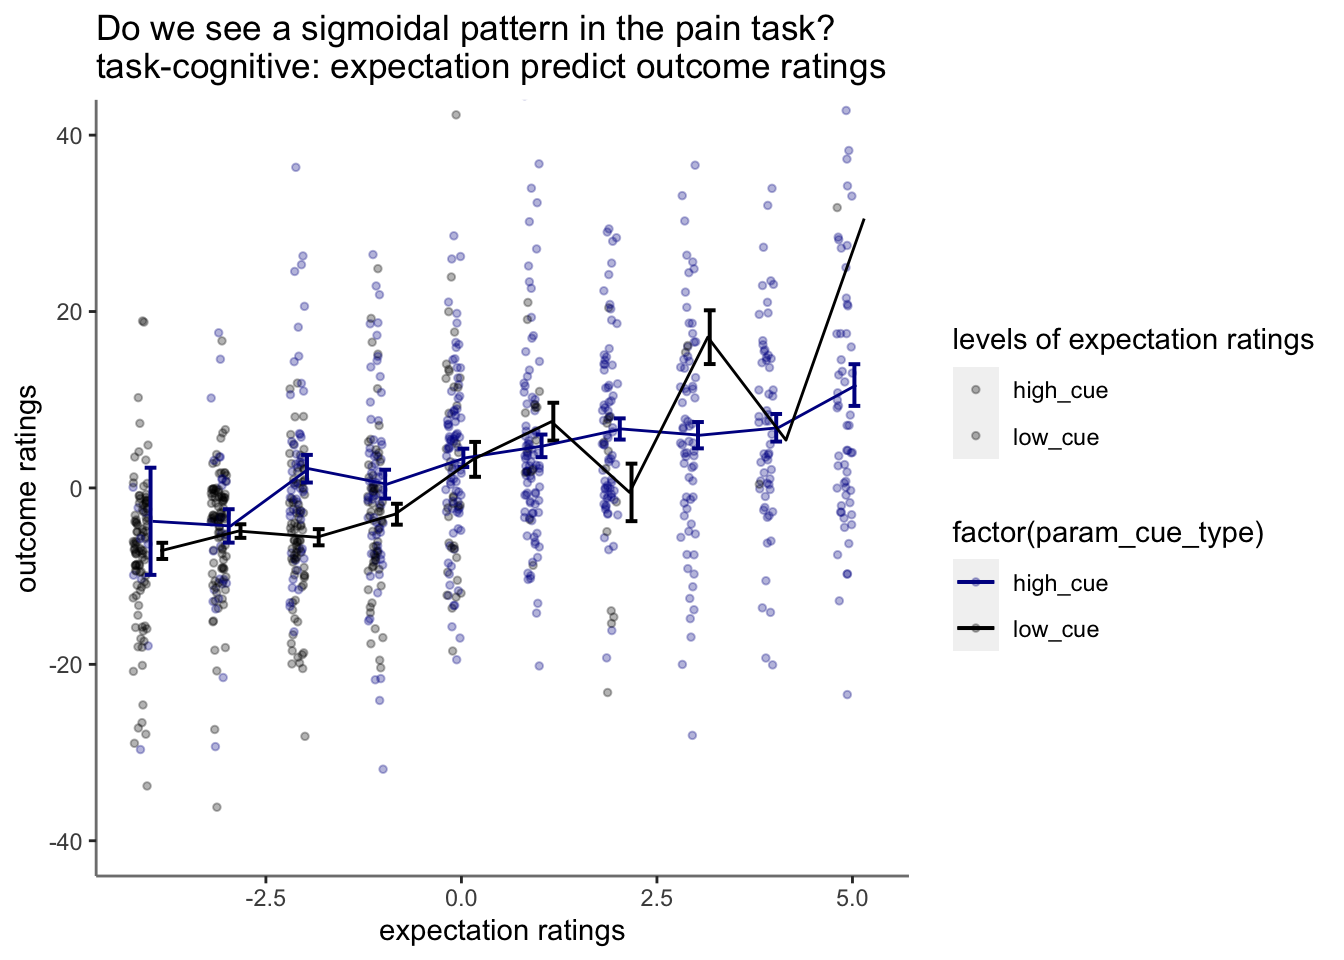 Do we see a sigmoidal pattern in the pain task?
task-cognitive: expectation predict outcome ratings
40
20
0
-20
-40
outcome ratings
-2.5
0.0
2.5
5.0
expectation ratings
levels of expectation ratings
high_cue
low_cue
factor(param_cue_type)
high_cue
low_cue